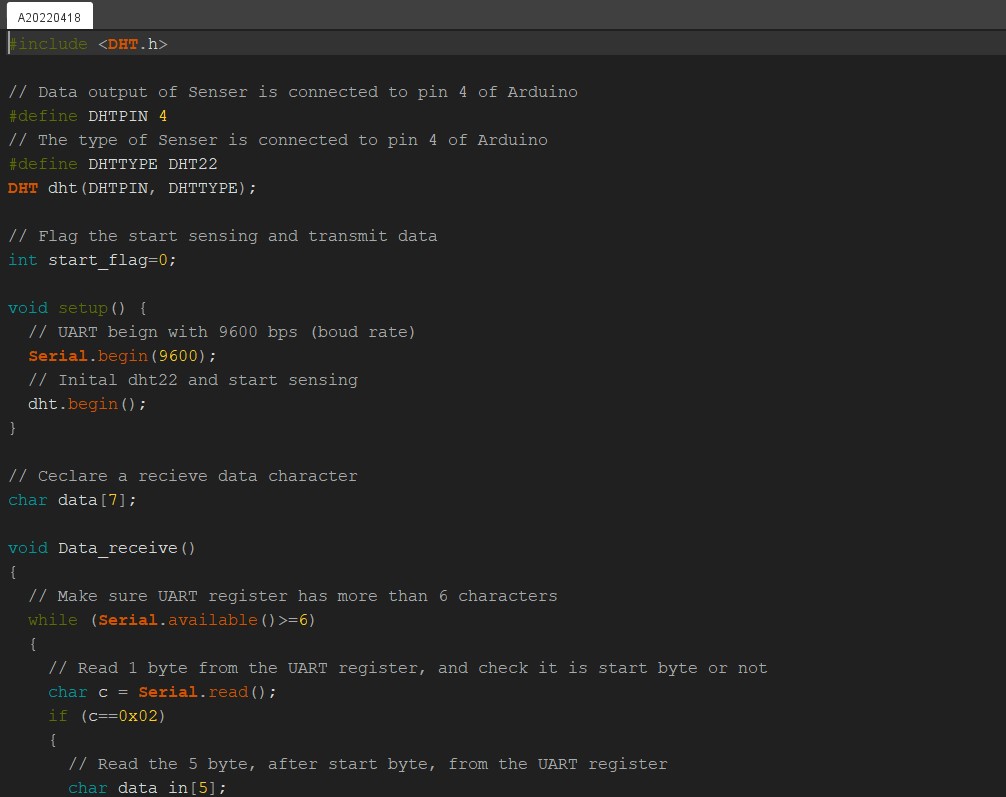 A20220418
#include <DHT.h>
// Data output of Senser is connected to pin 4 of Arduino
#define DHTPIN 4
// The type of Senser is connected to pin 4 of Arduino
#define DHTTYPE DHT22
DHT dht(DHTPIN, DHTTYPE);
// Flag the start sensing and transmit data
int start_flag=0;
void setup() {
// UART beign with 9600 bps (boud rate)
Serial.begin(9600);
// Inital dht22 and start sensing
dht.begin();
}
// Ceclare a recieve data character
char data[7];
void Data_receive()
{
// Make sure UART register has more than 6 characters
while (Serial.available()>=6)
{
// Read 1 byte from the UART register, and check it is start byte or not
char c = Serial.read();
if (c==0x02)
{
// Read the 5 byte, after start byte, from the UART register
char data_in[5];